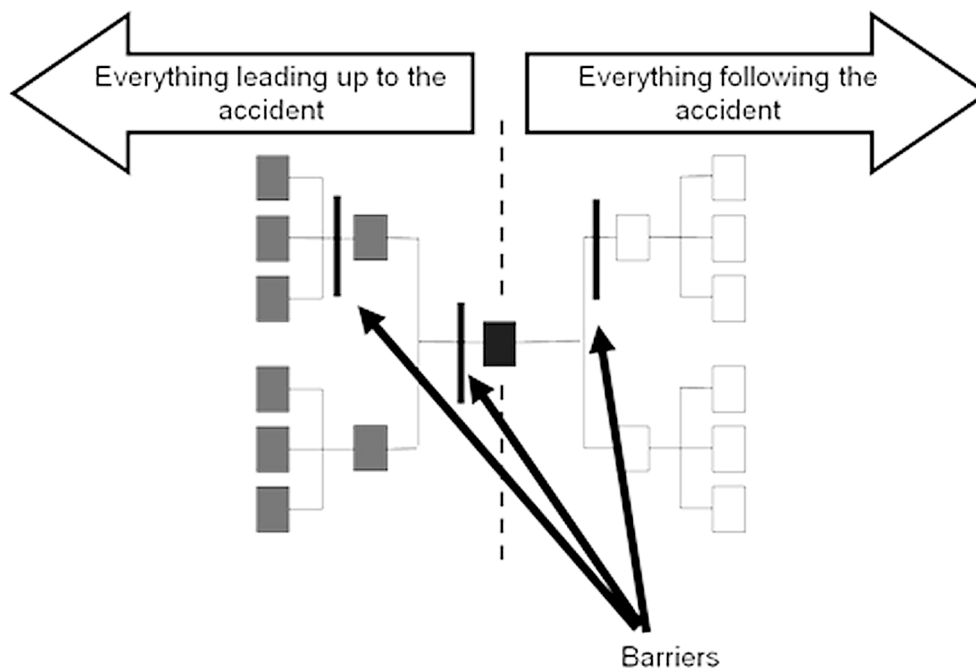 Everything leading up to the
accident
Everything following the
accident
Barriers